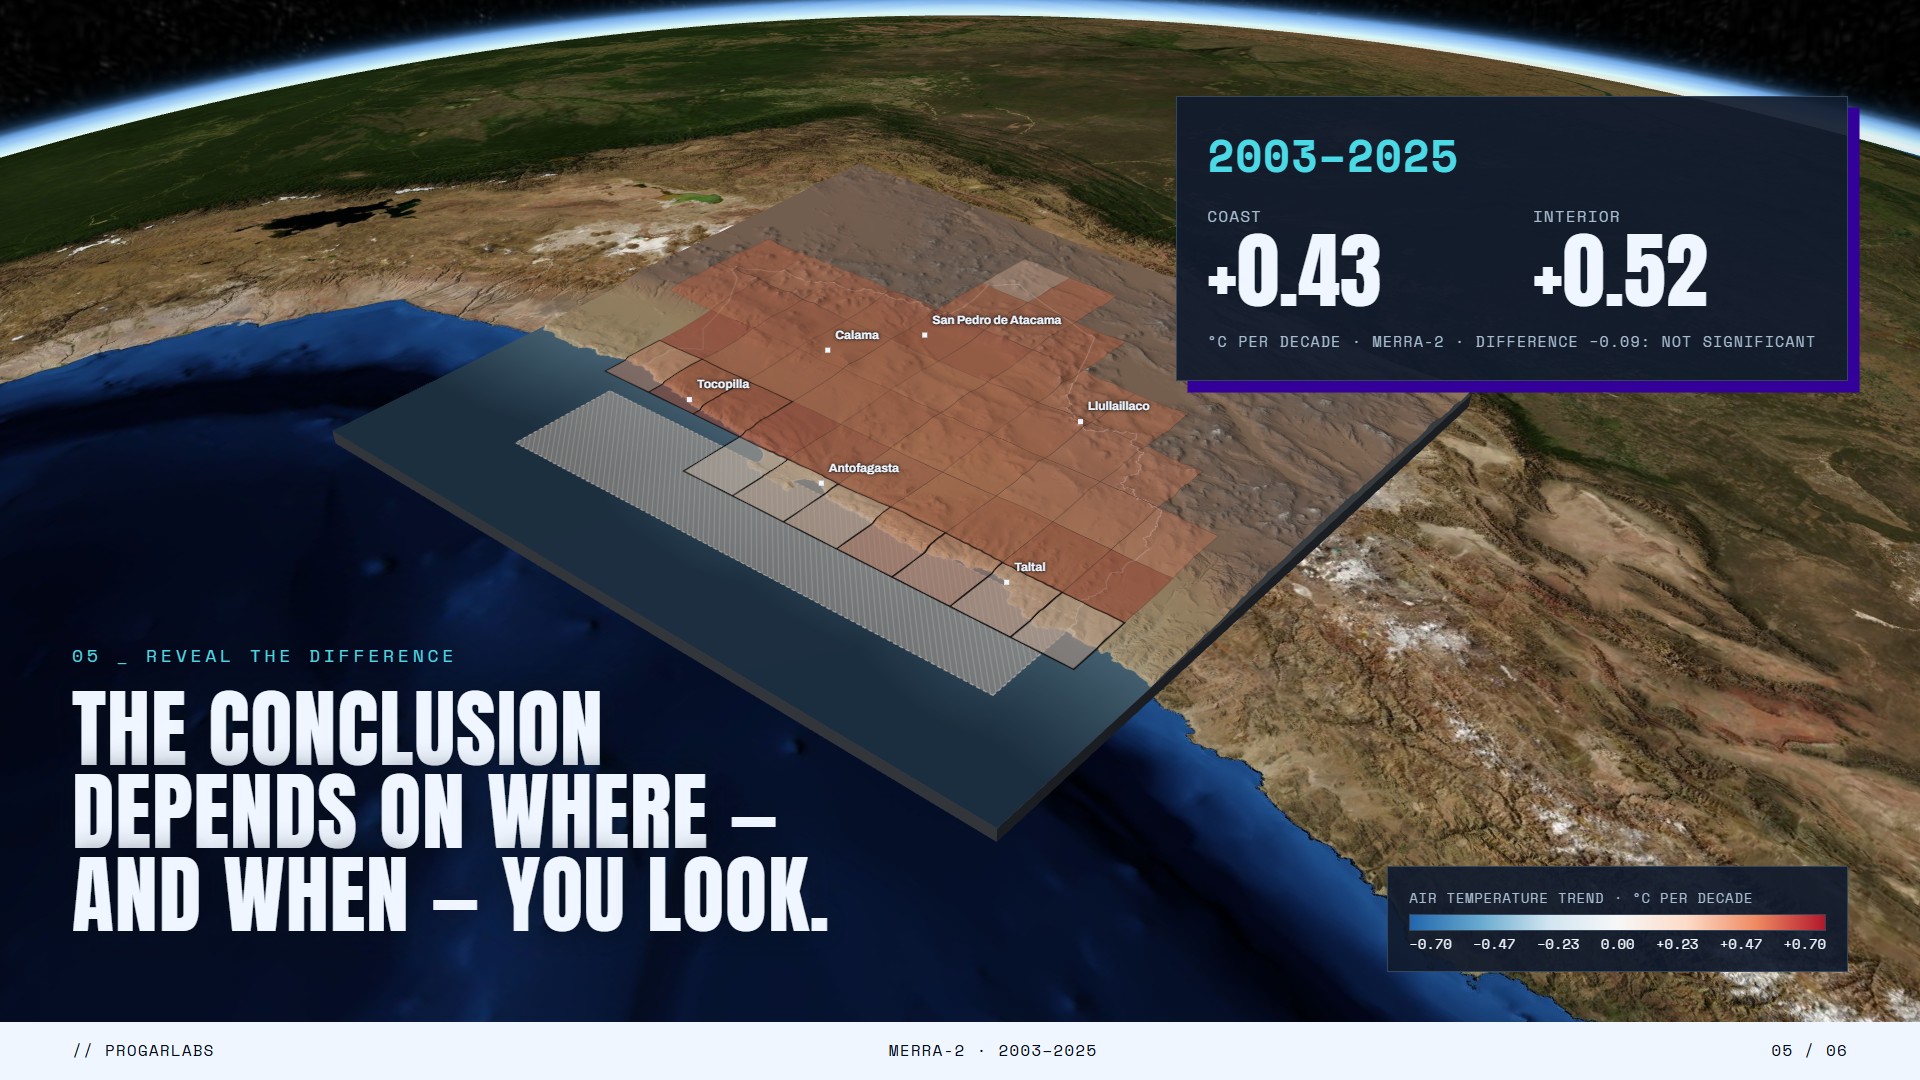 2003–2025
COAST
INTERIOR
+0.43
+0.52
°C PER DECADE · MERRA-2 · DIFFERENCE −0.09: NOT SIGNIFICANT
San Pedro de Atacama
Calama
Tocopilla
Llullaillaco
Antofagasta
Taltal
05 _ REVEAL THE DIFFERENCE
THE CONCLUSION
DEPENDS ON WHERE —
AND WHEN — YOU LOOK.
AIR TEMPERATURE TREND · °C PER DECADE
−0.70 −0.47 −0.23 0.00 +0.23 +0.47 +0.70
// PROGARLABS
MERRA-2 · 2003–2025
05 / 06